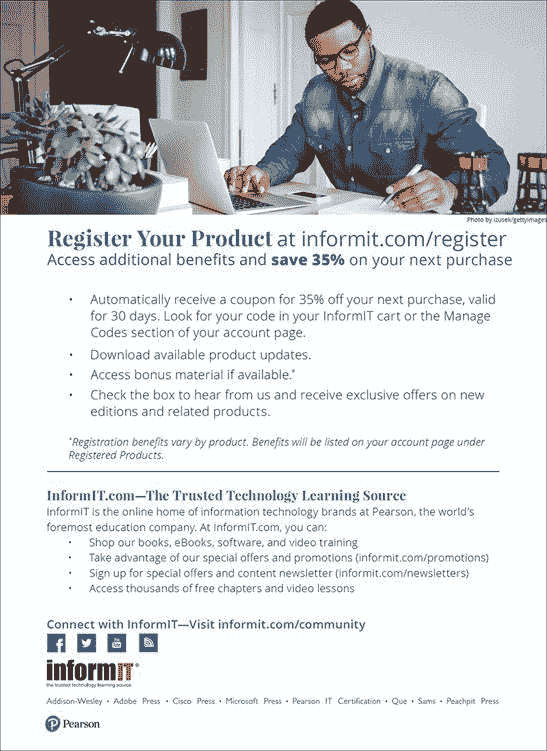 Photo by izusek/gettyimages
Register Your Product at informit.com/register
Access additional benefits and save 35% on your next purchase
• Automatically receive a coupon for 35% off your next purchase, valid
for 30 days. Look for your code in your InformIT cart or the Manage
Codes section of your account page.
• Download available product updates.
• Access bonus material if available.*
• Check the box to hear from us and receive exclusive offers on new
editions and related products.
*Registration benefits vary by product. Benefits will be listed on your account page under
Registered Products.
InformIT.com—The Trusted Technology Learning Source
InformIT is the online home of information technology brands at Pearson, the world's
foremost education company. At InformIT.com, you can:
• Shop our books, eBooks, software, and video training
• Take advantage of our special offers and promotions (informit.com/promotions)
• Sign up for special offers and content newsletter (informit.com/newsletters)
• Access thousands of free chapters and video lessons
Connect with InformIT—Visit informit.com/community
informIT®
the trusted technology learning source
Addison-Wesley • Adobe Press • Cisco Press • Microsoft Press • Pearson IT Certification • Que • Sams • Peachpit Press
Pearson